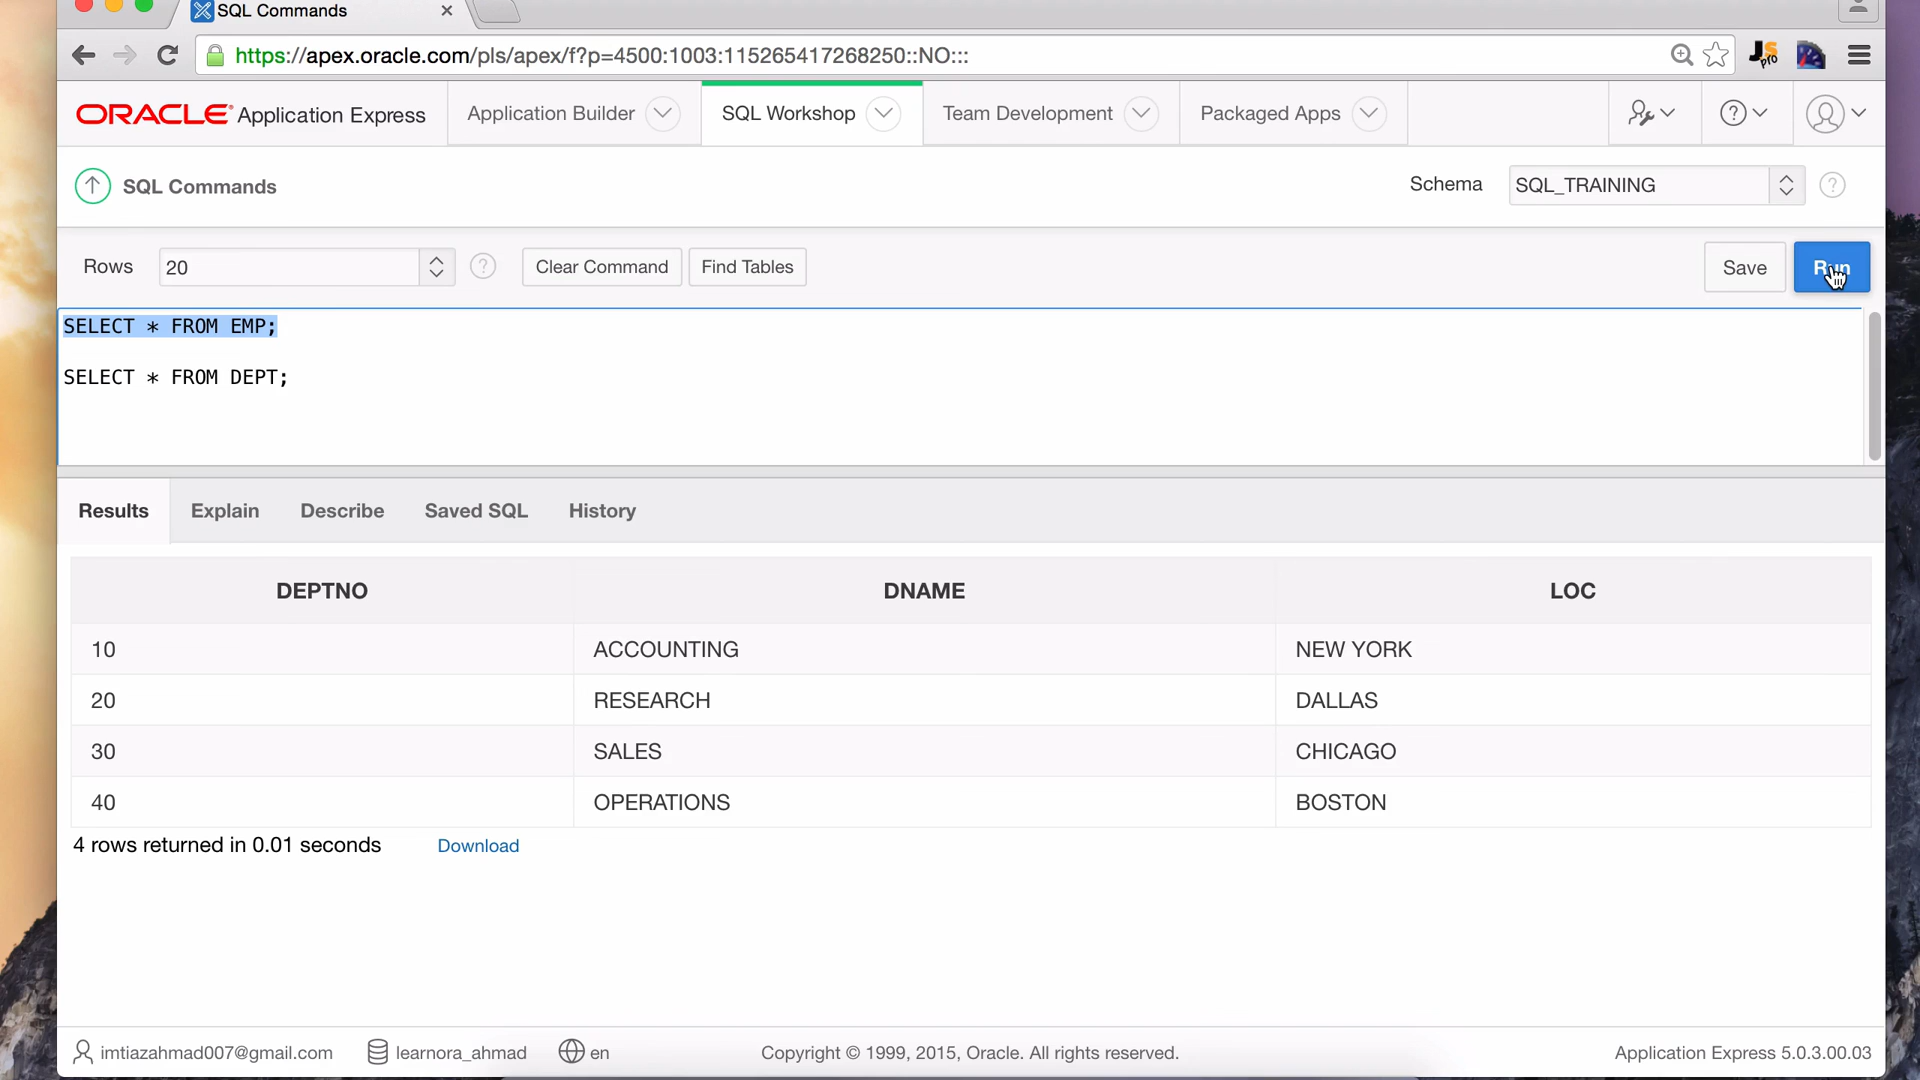 SQL Commands
https://apex.oracle.com/pls/apex/f?p=4500:1003:115265417268250::NO:::
JS pro
ORACLE Application Express Application Builder SQL Workshop Team Development Packaged Apps
SQL Commands Schema SQL_TRAINING
Rows 20 Clear Command Find Tables Save Run
SELECT * FROM EMP;
SELECT * FROM DEPT;
Results Explain Describe Saved SQL History
DEPTNO DNAME LOC
10 ACCOUNTING NEW YORK
20 RESEARCH DALLAS
30 SALES CHICAGO
40 OPERATIONS BOSTON
4 rows returned in 0.01 seconds Download
imtiazahmad007@gmail.com learnora_ahmad en Copyright © 1999, 2015, Oracle. All rights reserved. Application Express 5.0.3.00.03